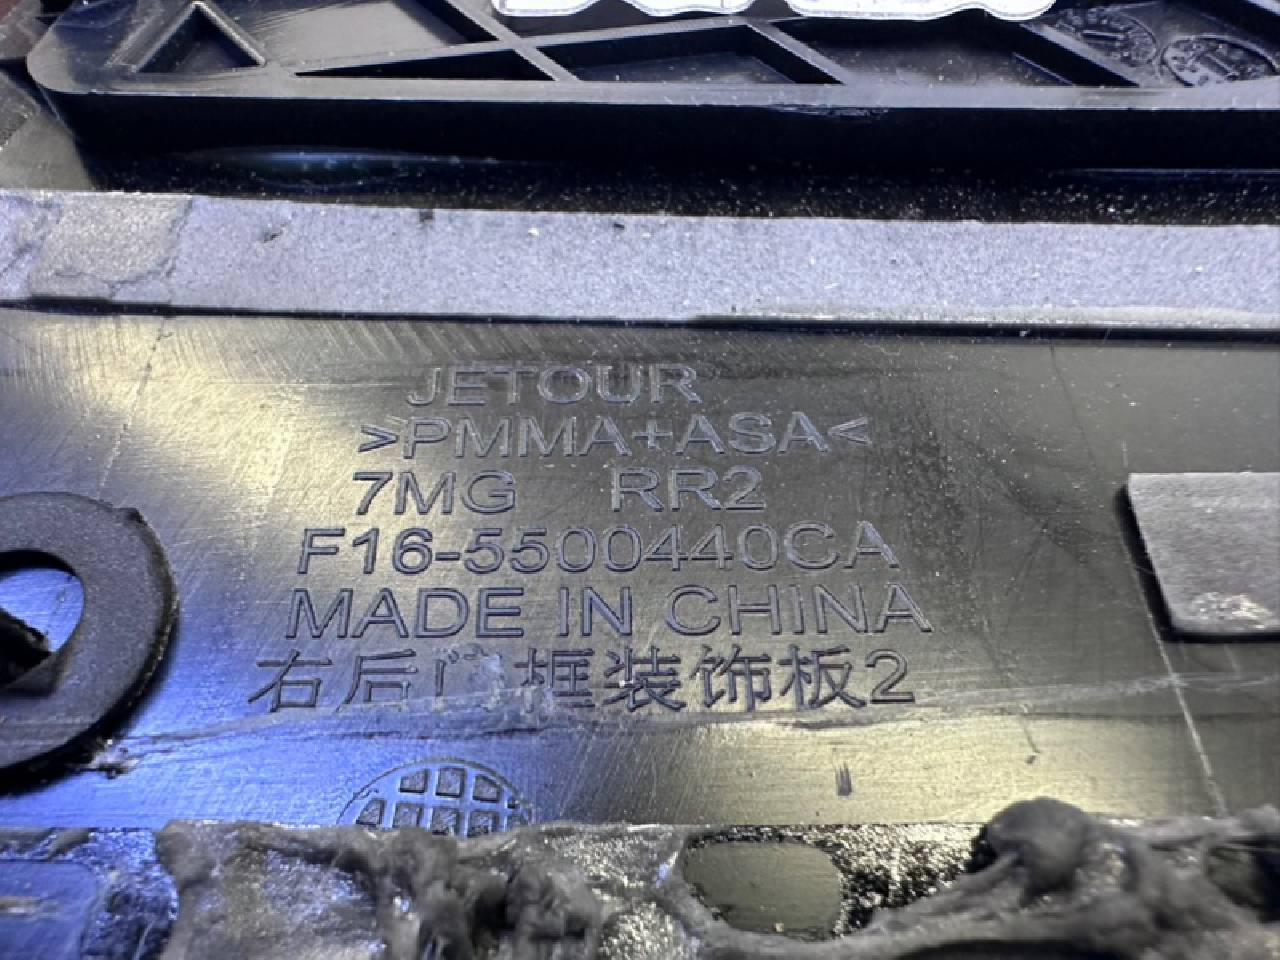 JETOUR
>PMMA+ASA<
7MG RR2
F16-5500440CA
MADE IN CHINA
右后门框装饰板2